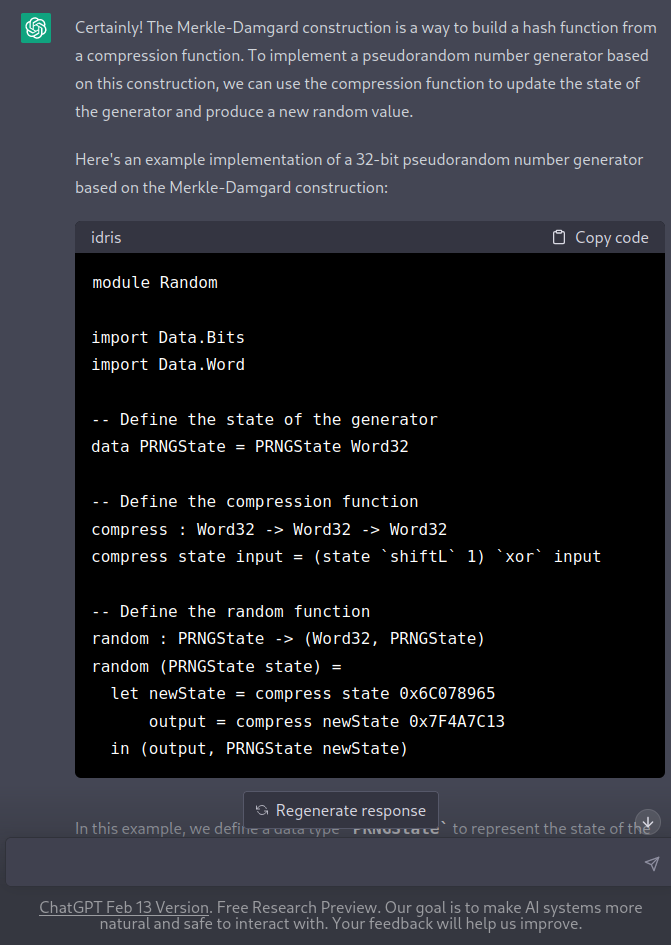 Certainly! The Merkle-Damgard construction is a way to build a hash function from
a compression function. To implement a pseudorandom number generator based
on this construction, we can use the compression function to update the state of
the generator and produce a new random value.
Here's an example implementation of a 32-bit pseudorandom number generator
based on the Merkle-Damgard construction:
idris Copy code
module Random
import Data.Bits
import Data.Word
-- Define the state of the generator
data PRNGState = PRNGState Word32
-- Define the compression function
compress : Word32 -> Word32 -> Word32
compress state input = (state `shiftL` 1) `xor` input
-- Define the random function
random : PRNGState -> (Word32, PRNGState)
random (PRNGState state) =
  let newState = compress state 0x6C078965
      output = compress newState 0x7F4A7C13
  in (output, PRNGState newState)
Regenerate response
In this example, we define a data type `PRNGState` to represent the state of the
ChatGPT Feb 13 Version. Free Research Preview. Our goal is to make AI systems more
natural and safe to interact with. Your feedback will help us improve.